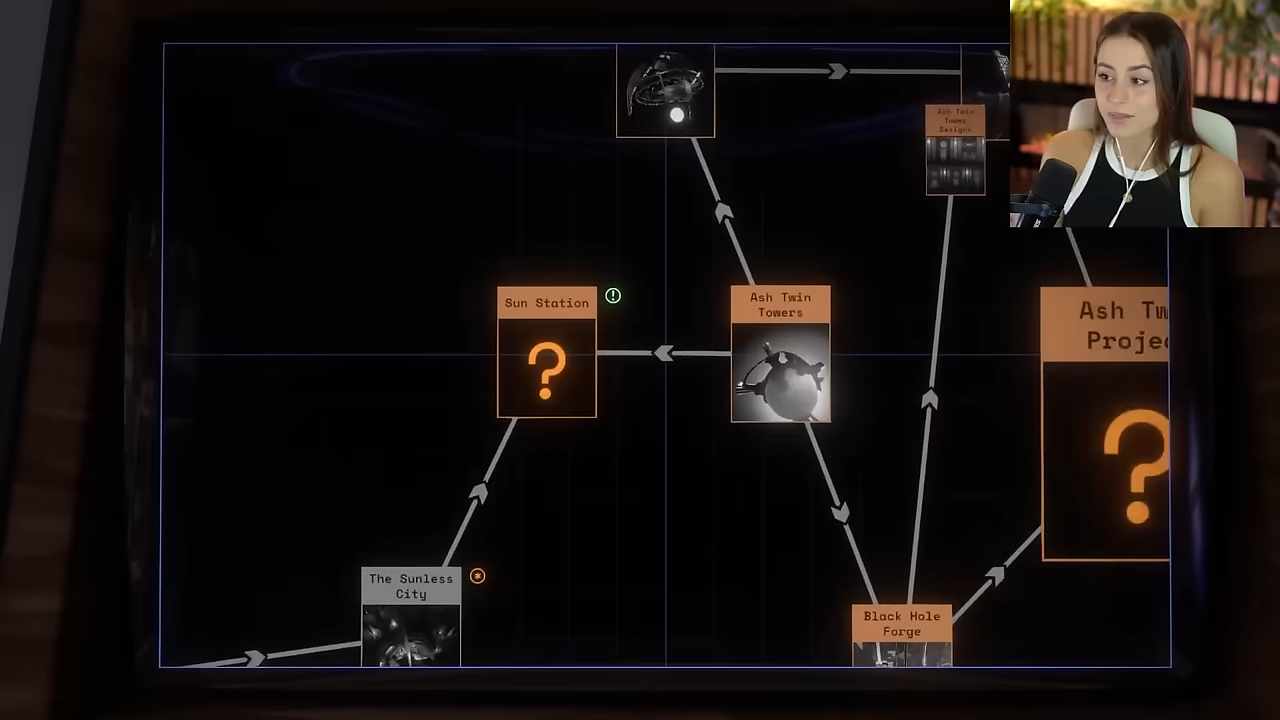 Ash Twin
Tower
Designs
Sun Station
Ash Twin
Towers
Ash Tw
Projec
?
?
The Sunless
City
Black Hole
Forge